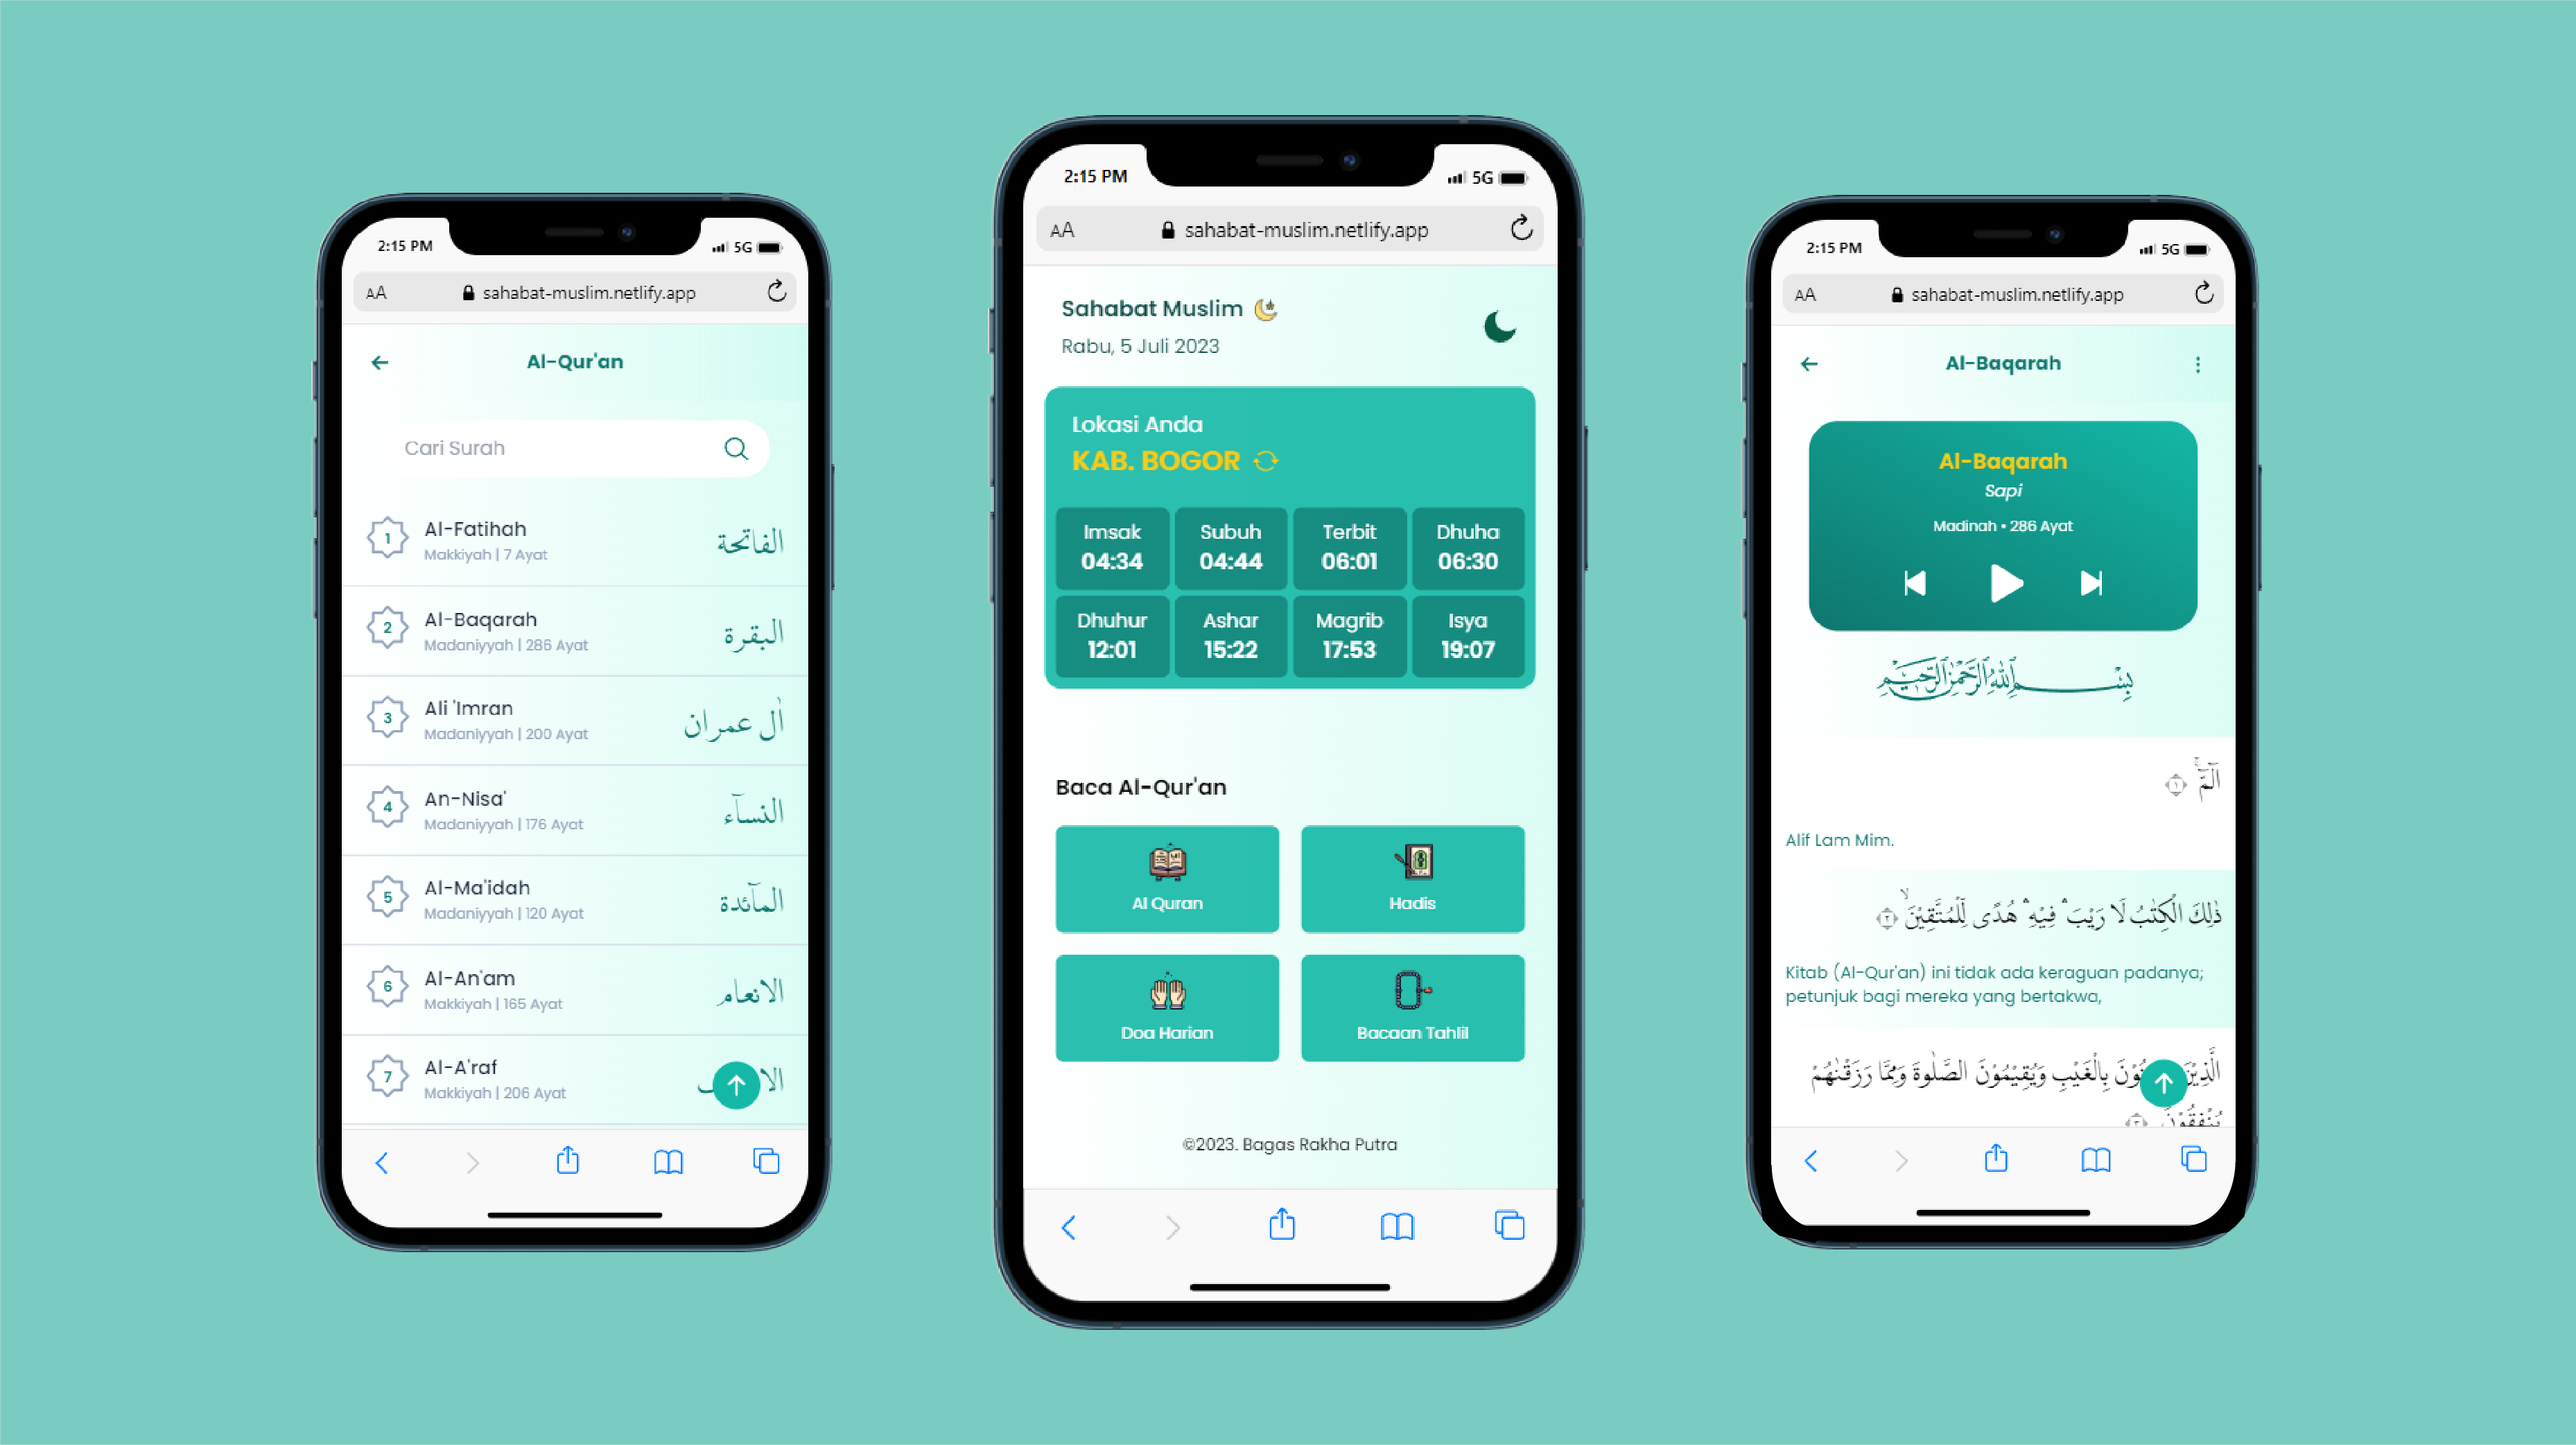 2:15 PM
5G
AA
sahabat-muslim.netlify.app
Al-Qur'an
Cari Surah
1
Al-Fatihah
Makkiyah | 7 Ayat
الفاتحة
2
Al-Baqarah
Madaniyyah | 286 Ayat
البقرة
3
Ali 'Imran
Madaniyyah | 200 Ayat
اٰل عمران
4
An-Nisa'
Madaniyyah | 176 Ayat
النساۤء
5
Al-Ma'idah
Madaniyyah | 120 Ayat
الماۤئدة
6
Al-An'am
Makkiyah | 165 Ayat
الانعام
7
Al-A'raf
Makkiyah | 206 Ayat
2:15 PM
5G
AA
sahabat-muslim.netlify.app
Sahabat Muslim
Rabu, 5 Juli 2023
Lokasi Anda
KAB. BOGOR
Imsak
04:34
Subuh
04:44
Terbit
06:01
Dhuha
06:30
Dhuhur
12:01
Ashar
15:22
Magrib
17:53
Isya
19:07
Baca Al-Qur'an
Al Quran
Hadis
Doa Harian
Bacaan Tahlil
©2023. Bagas Rakha Putra
2:15 PM
5G
AA
sahabat-muslim.netlify.app
Al-Baqarah
Al-Baqarah
Sapi
Madinah • 286 Ayat
بِسْمِ اللهِ الرَّحْمٰنِ الرَّحِيْمِ
الۤمّۤ ۚ ١
Alif Lam Mim.
ذٰلِكَ الْكِتٰبُ لَا رَيْبَ ۛ فِيْهِ ۛ هُدًى لِّلْمُتَّقِيْنَۙ ٢
Kitab (Al-Qur'an) ini tidak ada keraguan padanya;
petunjuk bagi mereka yang bertakwa,
الَّذِيْنَ بِالْغَيْبِ وَيُقِيْمُوْنَ الصَّلٰوةَ وَمِمَّا رَزَقْنٰهُمْ
يُنْفِقُوْنَ ٣